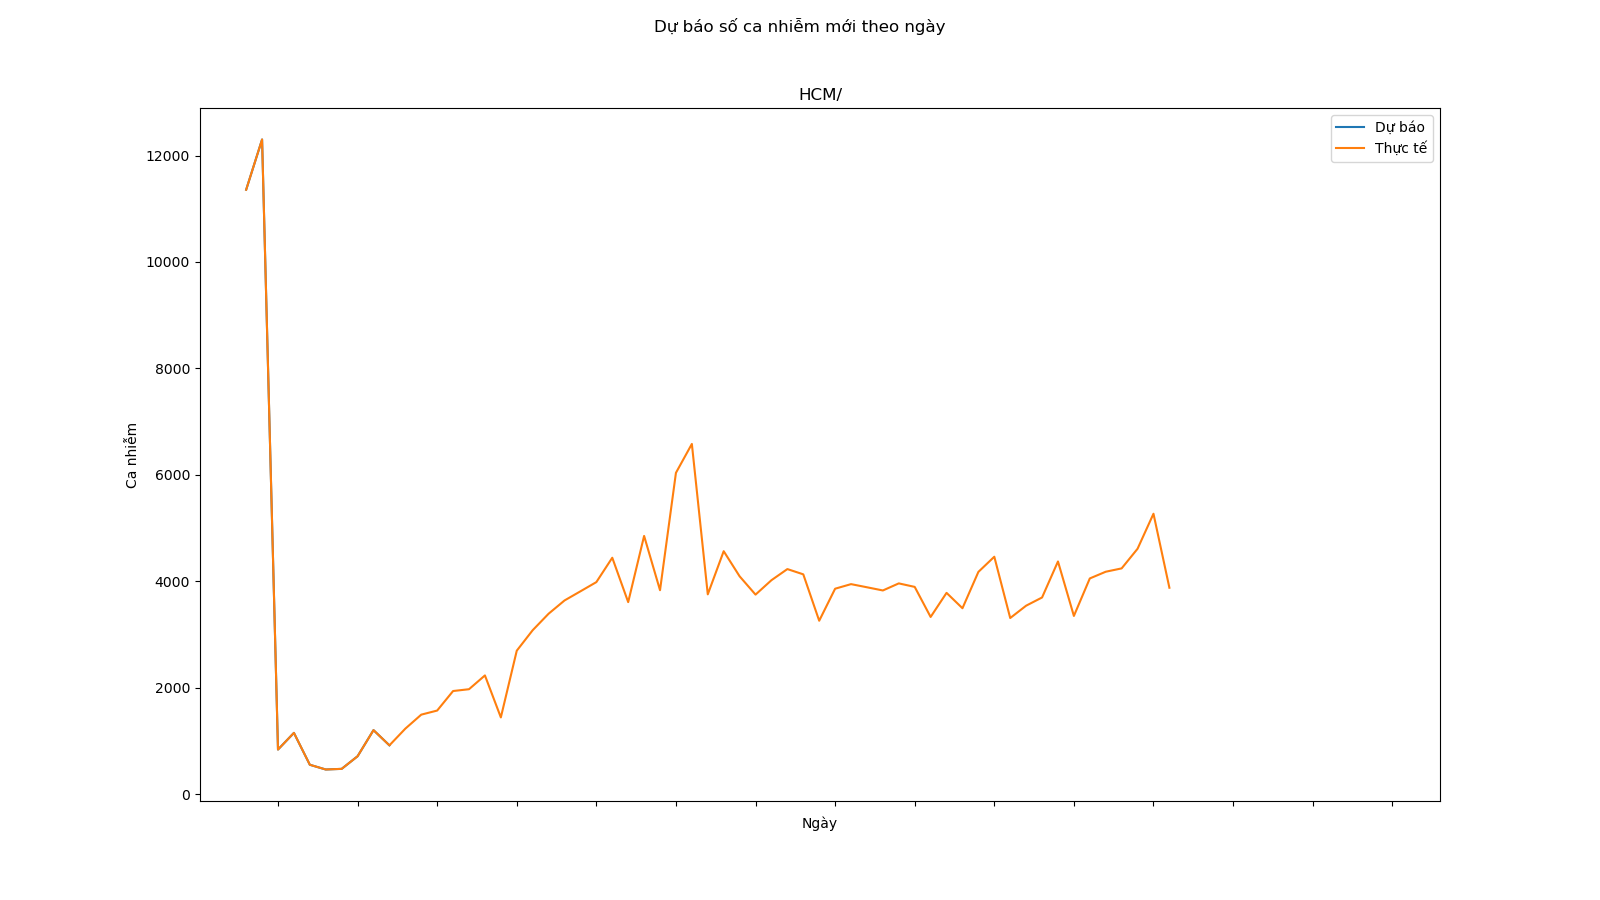 Dự báo số ca nhiễm mới theo ngày
HCM/
Dự báo
Thực tế
12000
10000
8000
6000
4000
2000
0
Ca nhiễm
Ngày